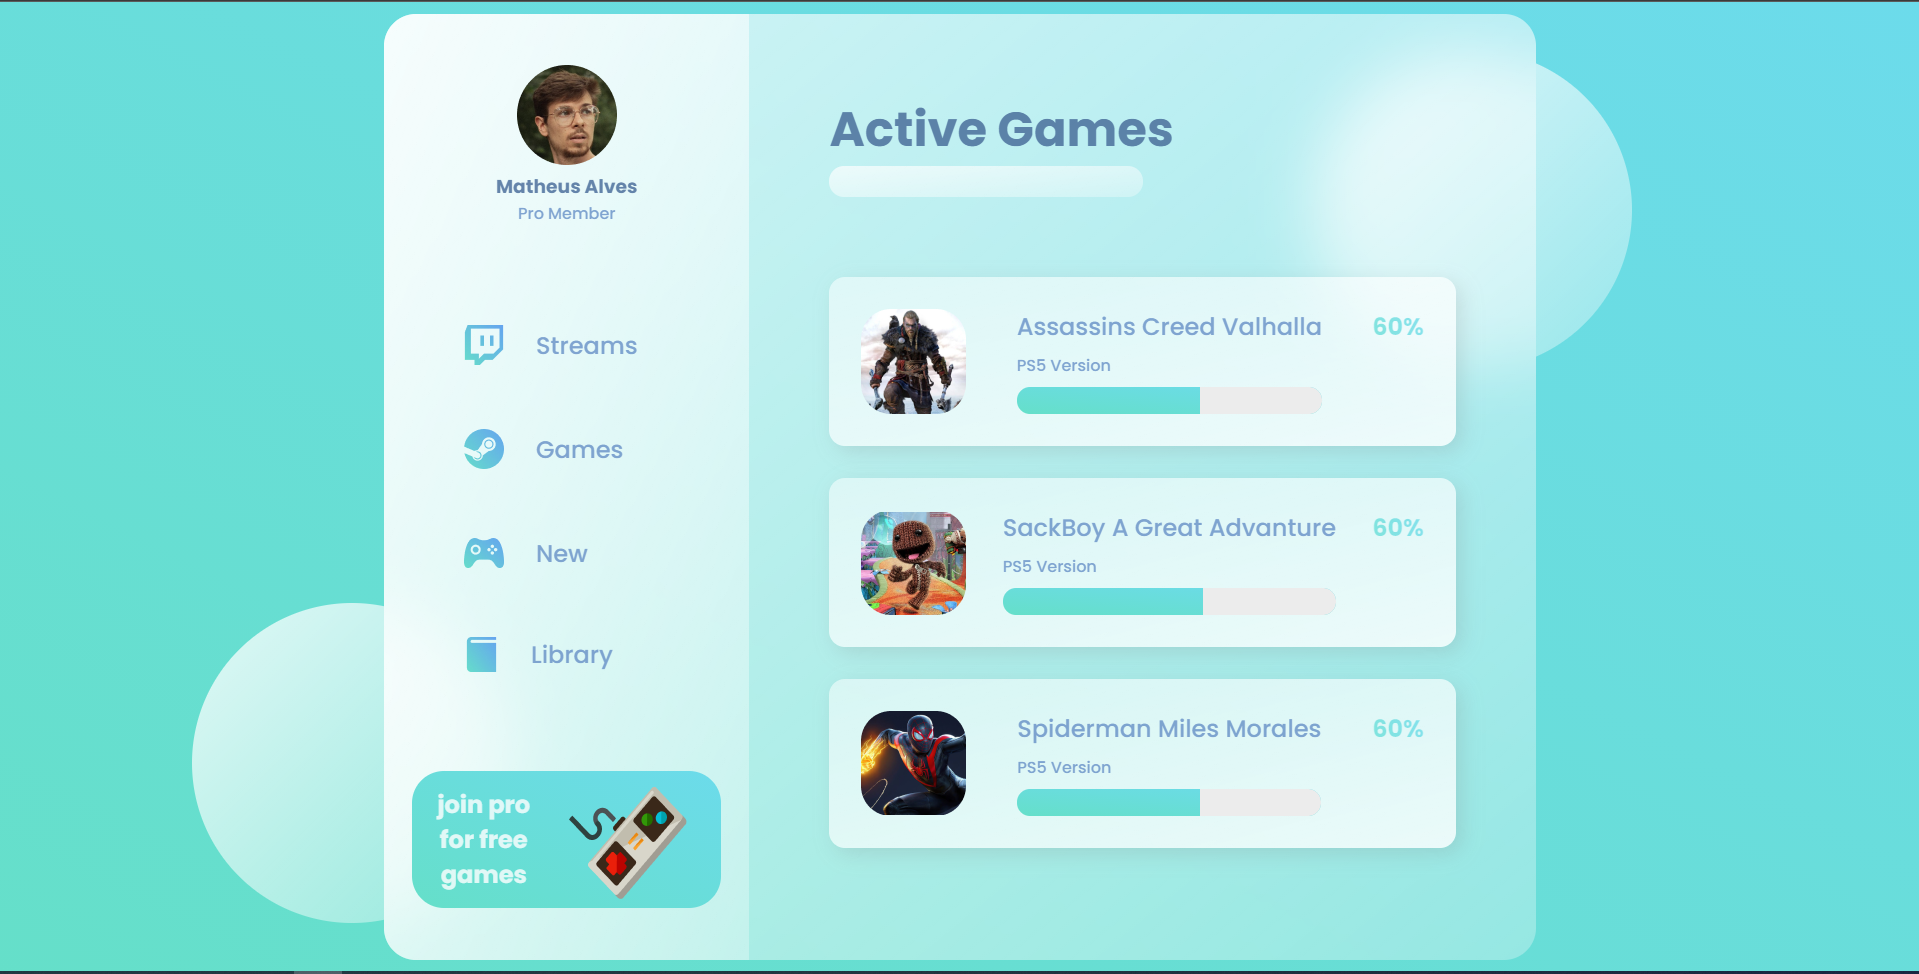 Matheus Alves
Pro Member
Streams
Games
New
Library
join pro
for free
games
Active Games
Assassins Creed Valhalla
60%
PS5 Version
SackBoy A Great Advanture
60%
PS5 Version
Spiderman Miles Morales
60%
PS5 Version